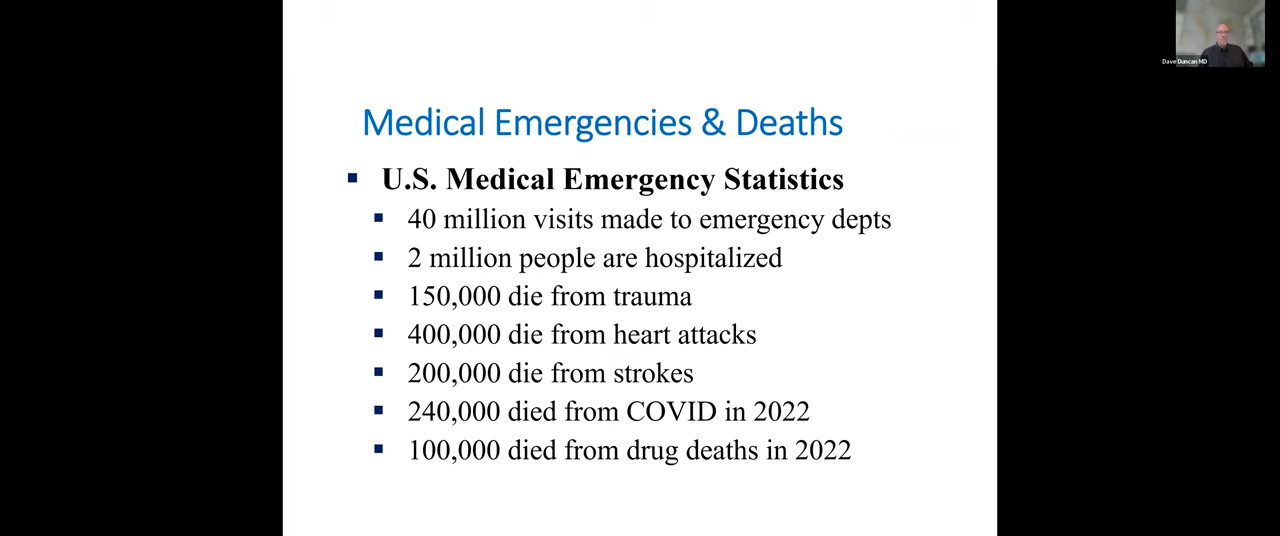 Dave Duncan MD
Medical Emergencies & Deaths
U.S. Medical Emergency Statistics
40 million visits made to emergency depts
2 million people are hospitalized
150,000 die from trauma
400,000 die from heart attacks
200,000 die from strokes
240,000 died from COVID in 2022
100,000 died from drug deaths in 2022